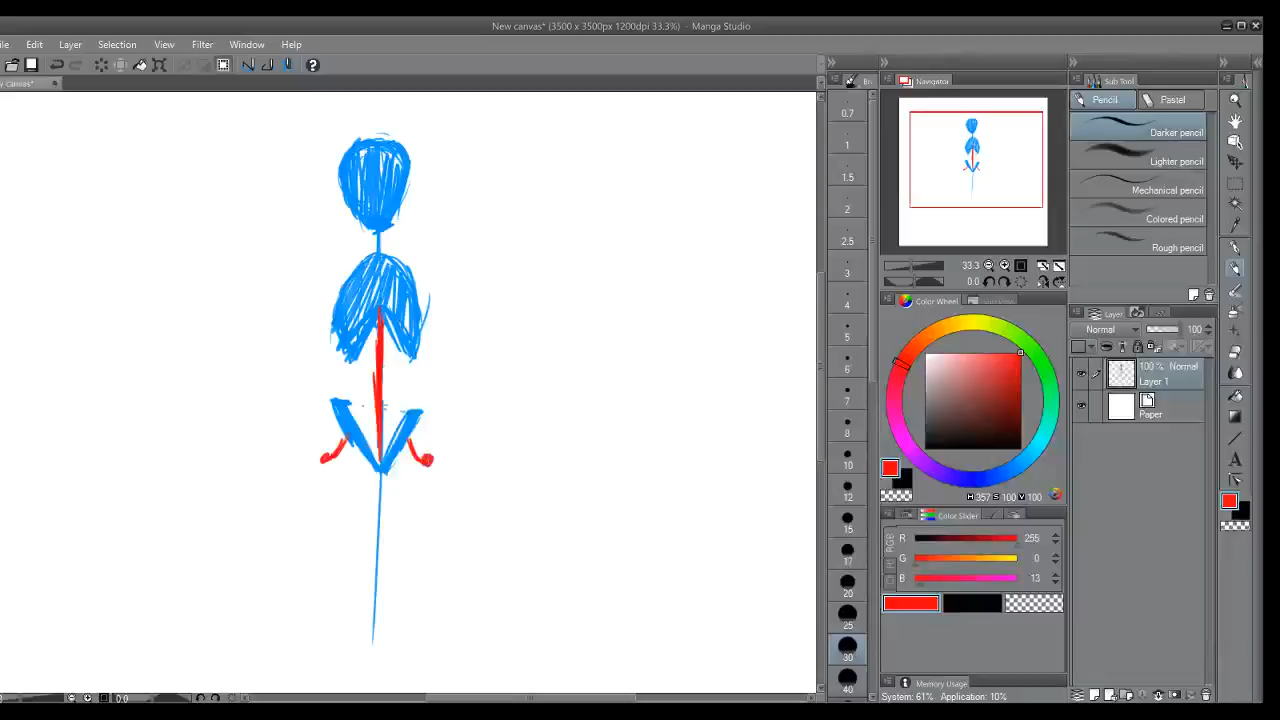 New canvas* (3500 x 3500px 1200dpi 33.3%) - Manga Studio
ile Edit Layer Selection View Filter Window Help
Canvas*
Navigator
Sub Tool
Pencil Pastel
Darker pencil
Lighter pencil
Mechanical pencil
Colored pencil
Rough pencil
0.7
1
1.5
2
2.5
3
4
5
6
7
8
10
12
15
17
20
25
30
40
33.3
0.0
Color Wheel
H 357 S 100 V 100
Color Slider
RGB
R 255
G 0
B 13
Memory Usage
System: 61% Application: 10%
Layer
Normal 100
100 % Normal
Layer 1
Paper